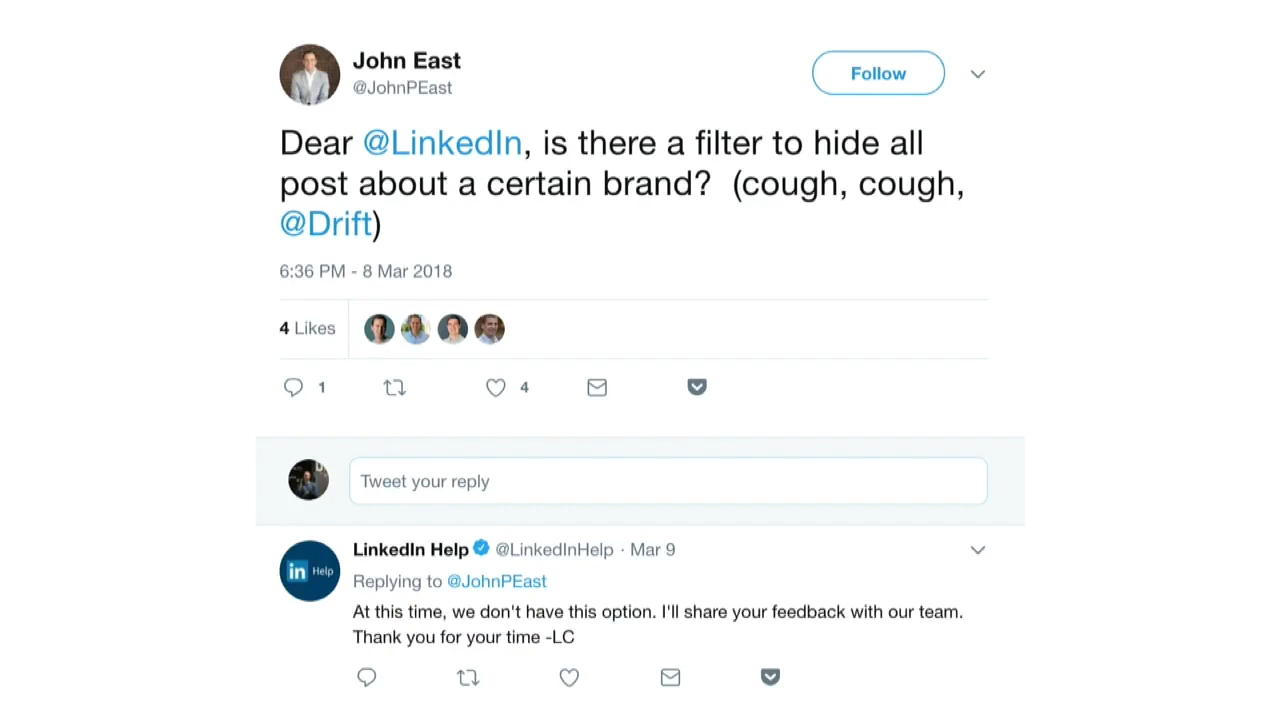 John East
@JohnPEast
Follow
Dear @LinkedIn, is there a filter to hide all
post about a certain brand?  (cough, cough,
@Drift)
6:36 PM - 8 Mar 2018
4 Likes
1
4
Tweet your reply
LinkedIn Help @LinkedInHelp · Mar 9
in Help
Replying to @JohnPEast
At this time, we don't have this option. I'll share your feedback with our team.
Thank you for your time -LC